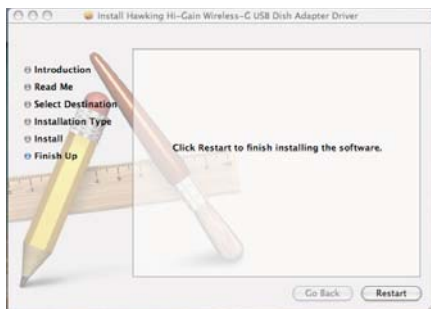 Install Hawking Hi-Gain Wireless-G USB Dish Adapter Driver
Introduction
Read Me
Select Destination
Installation Type
Install
Finish Up
Click Restart to finish installing the software.
Go Back
Restart